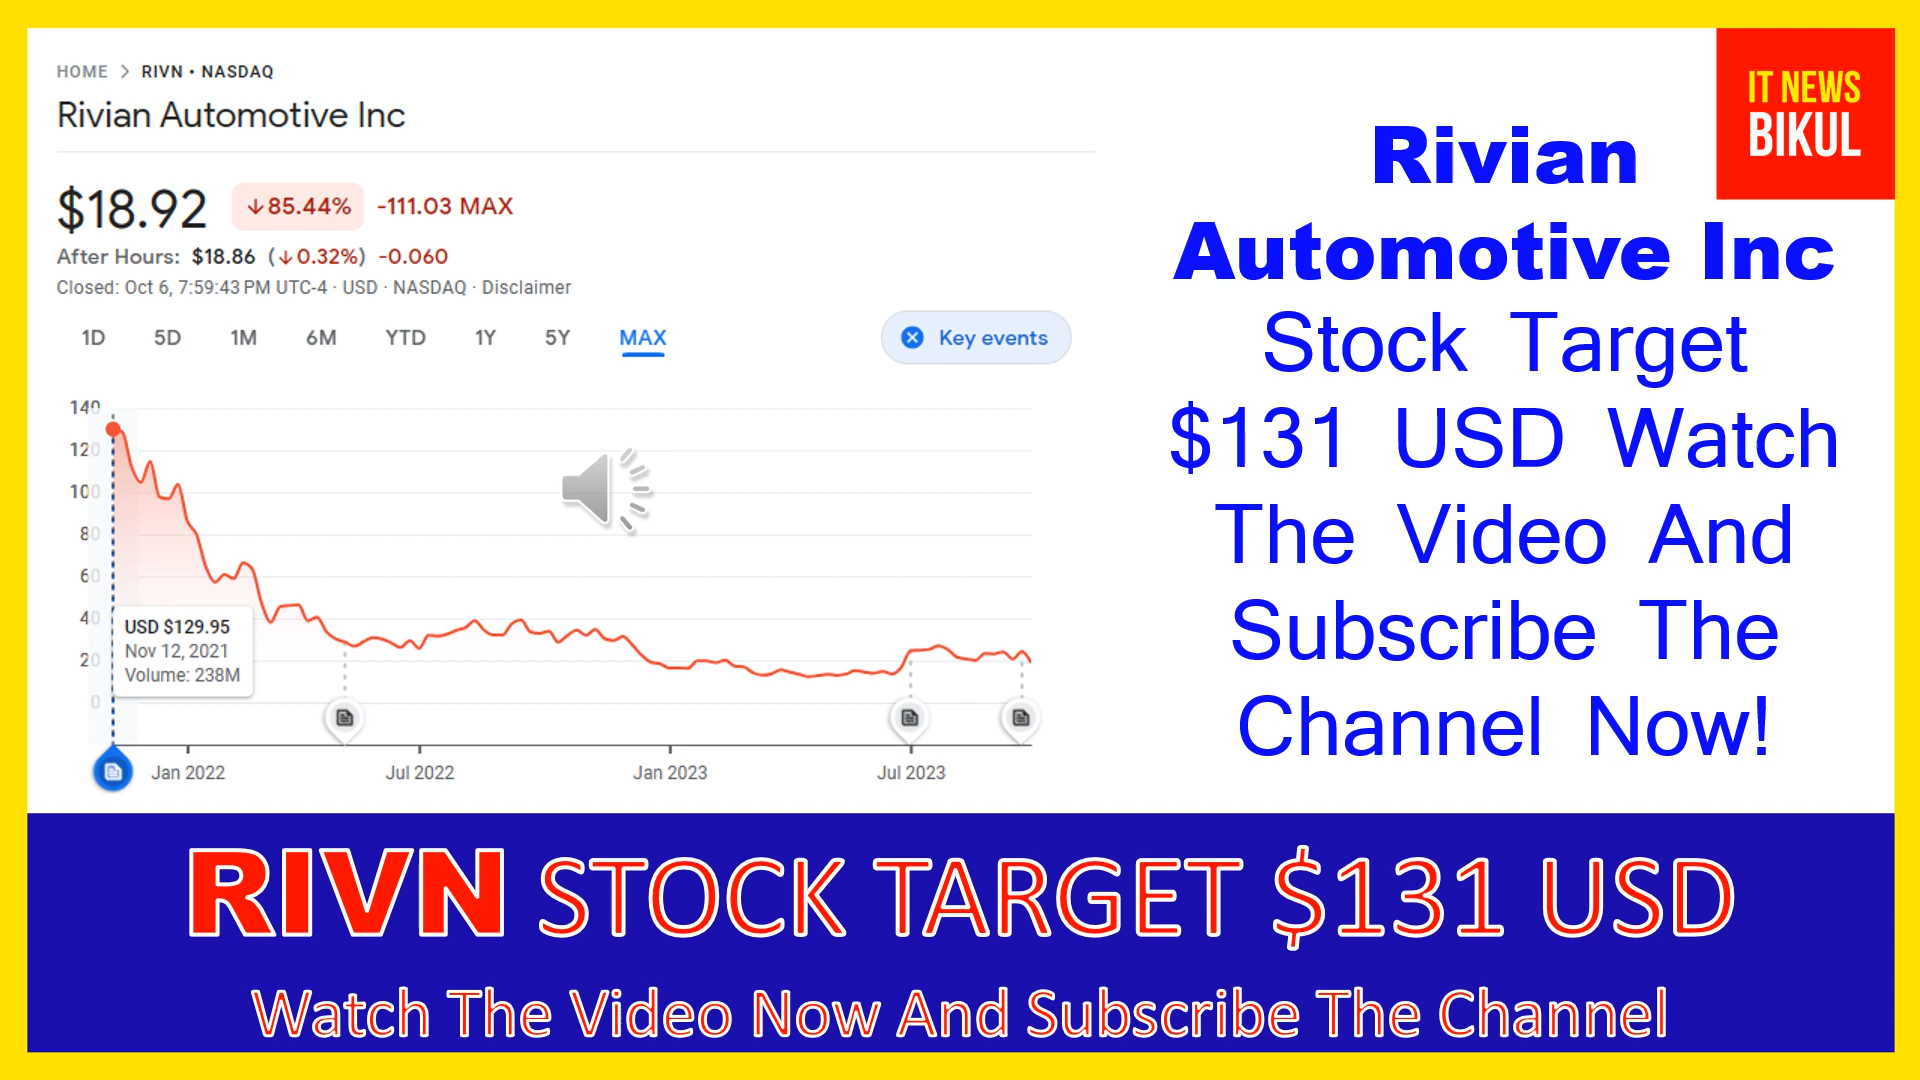 HOME > RIVN • NASDAQ
Rivian Automotive Inc
$18.92 ↓85.44% -111.03 MAX
After Hours: $18.86 (↓0.32%) -0.060
Closed: Oct 6, 7:59:43 PM UTC-4 · USD · NASDAQ · Disclaimer
1D 5D 1M 6M YTD 1Y 5Y MAX
Key events
140
120
100
80
60
40
20
0
USD $129.95
Nov 12, 2021
Volume: 238M
Jan 2022 Jul 2022 Jan 2023 Jul 2023
IT NEWS
BIKUL
Rivian
Automotive Inc
Stock Target
$131 USD Watch
The Video And
Subscribe The
Channel Now!
RIVN STOCK TARGET $131 USD
Watch The Video Now And Subscribe The Channel